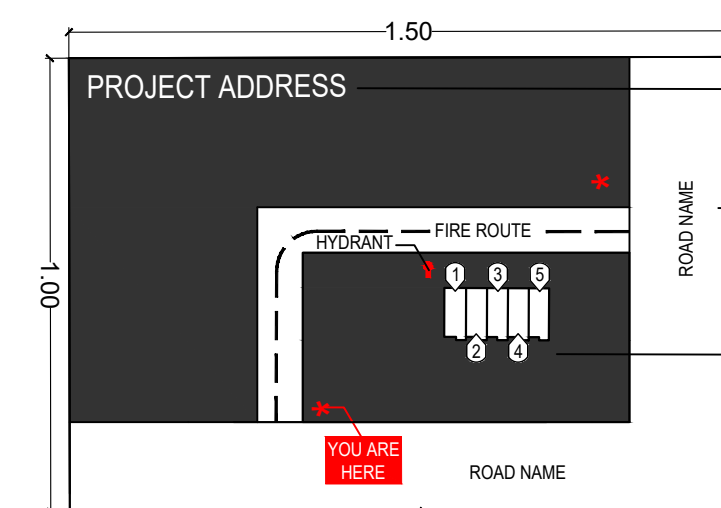 1.50
PROJECT ADDRESS
1.00
ROAD NAME
FIRE ROUTE
HYDRANT
1
3
5
2
4
YOU ARE
HERE
ROAD NAME